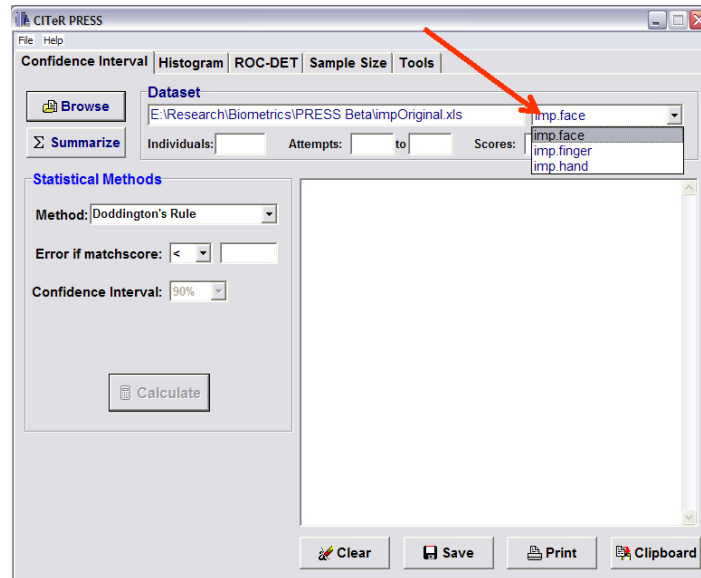 CITeR PRESS
File Help
Confidence Interval Histogram ROC-DET Sample Size Tools
Dataset
Browse
E:\Research\Biometrics\PRESS Beta\impOriginal.xls imp.face
Σ Summarize
Individuals: Attempts: to Scores:
imp.face
imp.finger
imp.hand
Statistical Methods
Method: Doddington's Rule
Error if matchscore: <
Confidence Interval: 90%
Calculate
Clear Save Print Clipboard